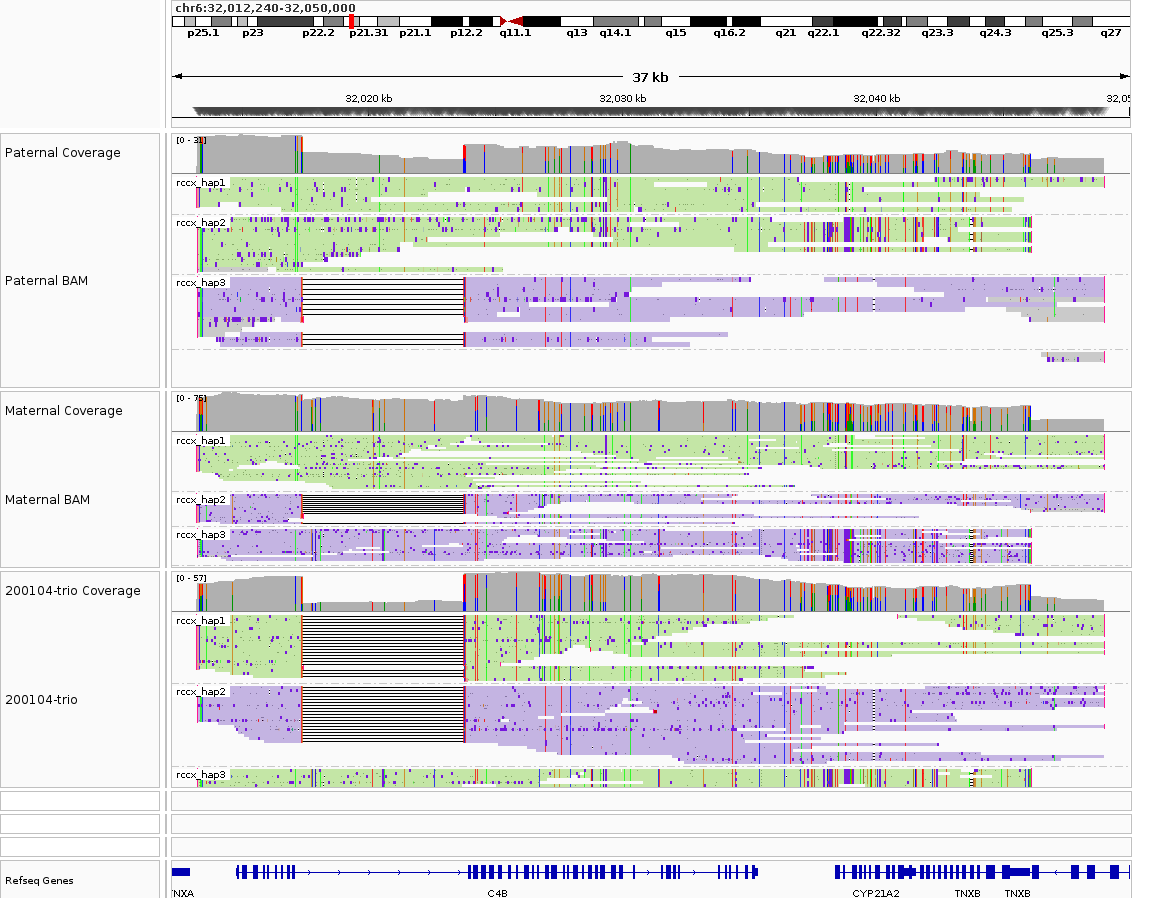 chr6:32,012,240-32,050,000
p25.1 p23 p22.2 p21.31 p21.1 p12.2 q11.1 q13 q14.1 q15 q16.2 q21 q22.1 q22.32 q23.3 q24.3 q25.3 q27
37 kb
32,020 kb 32,030 kb 32,040 kb 32,05
Paternal Coverage
[0 - 31]
rccx_hap1
rccx_hap2
Paternal BAM
rccx_hap3
Maternal Coverage
[0 - 75]
rccx_hap1
Maternal BAM
rccx_hap2
rccx_hap3
200104-trio Coverage
[0 - 57]
rccx_hap1
200104-trio
rccx_hap2
rccx_hap3
Refseq Genes
NXA C4B CYP21A2 TNXB TNXB